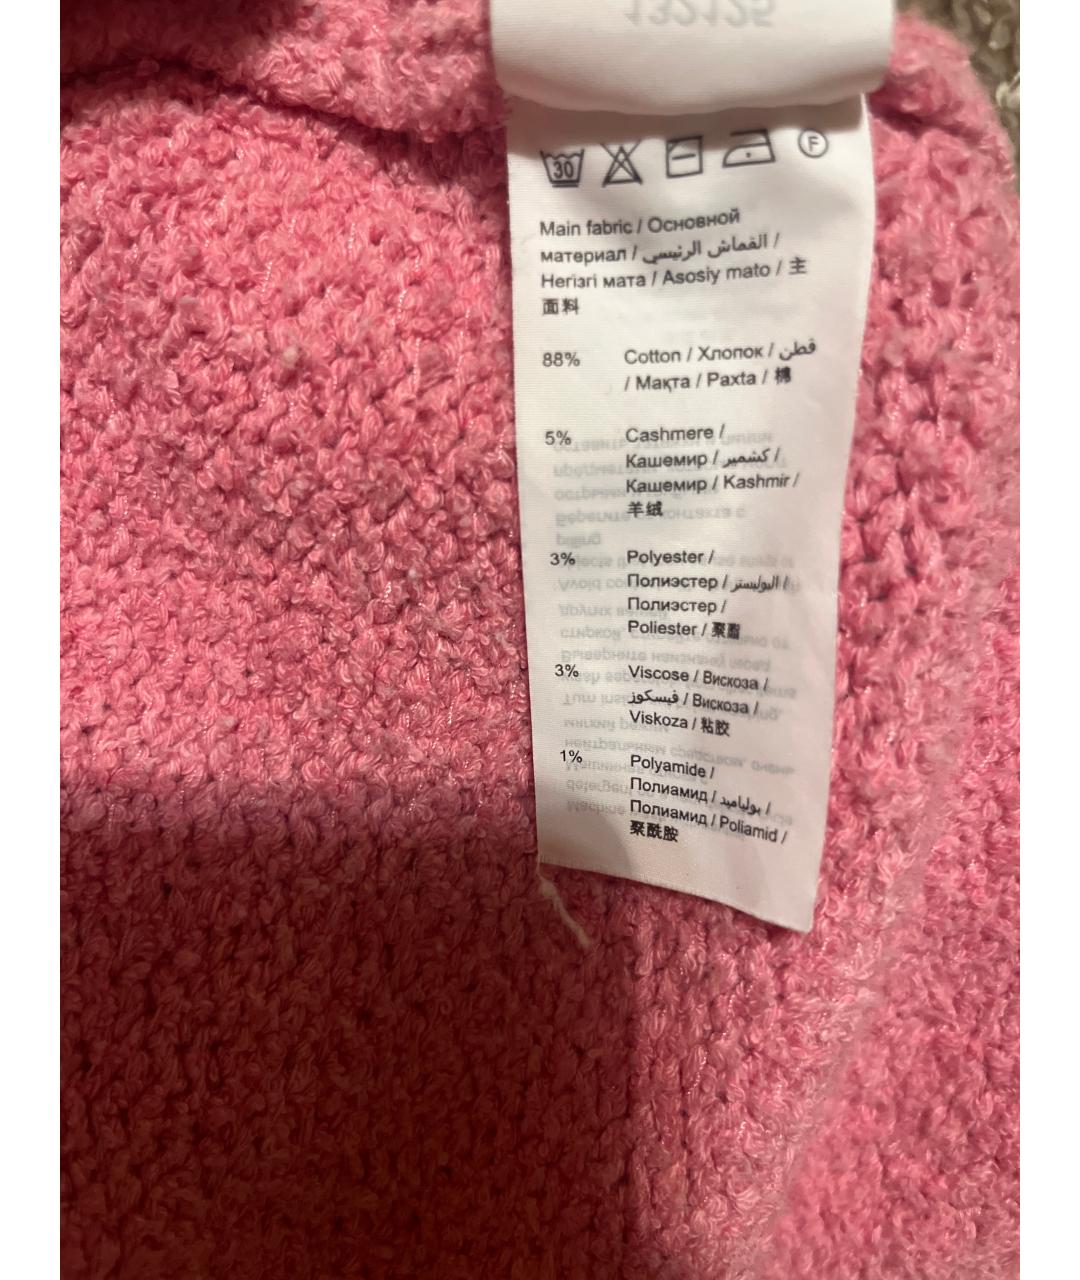 132125
30
F
Main fabric / Основной
материал / القماش الرئيسي /
Негізгі мата / Asosiy mato / 主
面料
88% Cotton / Хлопок / قطن
/ Мақта / Paxta / 棉
5% Cashmere /
Кашемир / كشمير /
Кашемир / Kashmir /
羊绒
3% Polyester /
Полиэстер / البوليستر /
Полиэстер /
Poliester / 聚酯
3% Viscose / Вискоза /
فيسكوز / Вискоза /
Viskoza / 粘胶
1% Polyamide /
Полиамид / بولياميد /
Полиамид / Poliamid /
聚酰胺